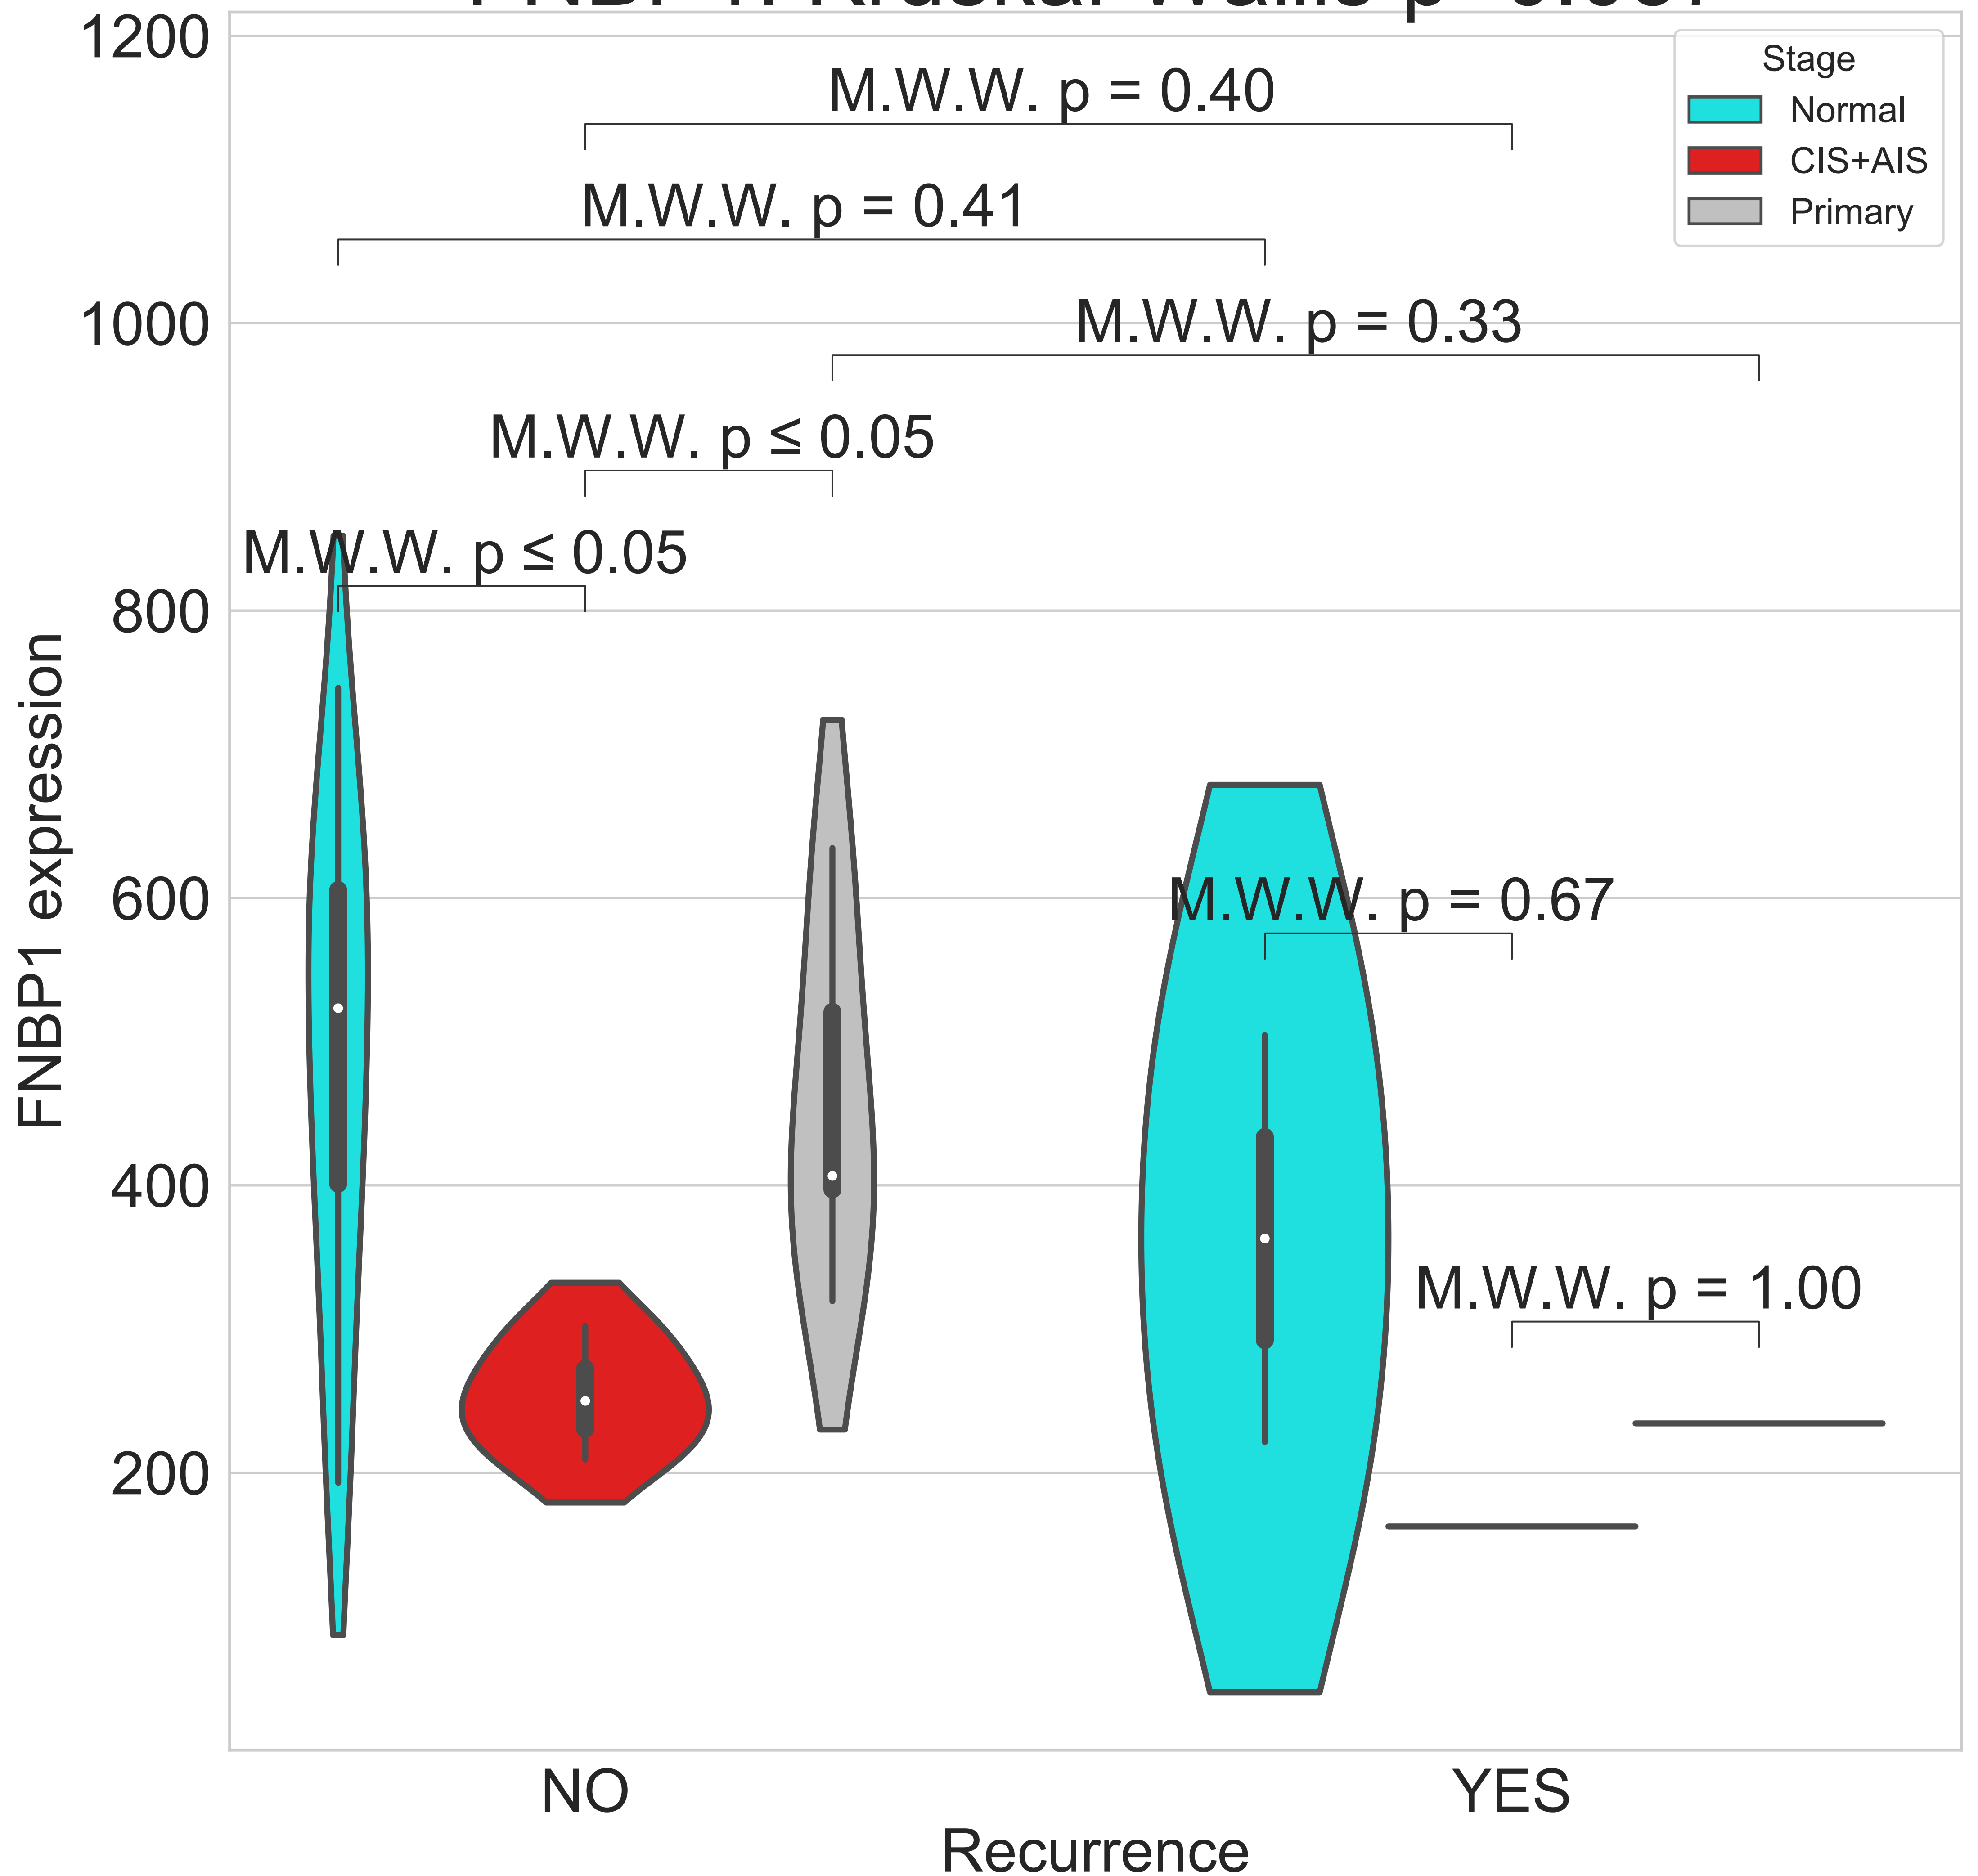 1200
1000
800
600
400
200
FNBP1 expression
M.W.W. p = 0.40
M.W.W. p = 0.41
M.W.W. p = 0.33
M.W.W. p ≤ 0.05
M.W.W. p ≤ 0.05
M.W.W. p = 0.67
M.W.W. p = 1.00
Stage
Normal
CIS+AIS
Primary
NO
YES
Recurrence